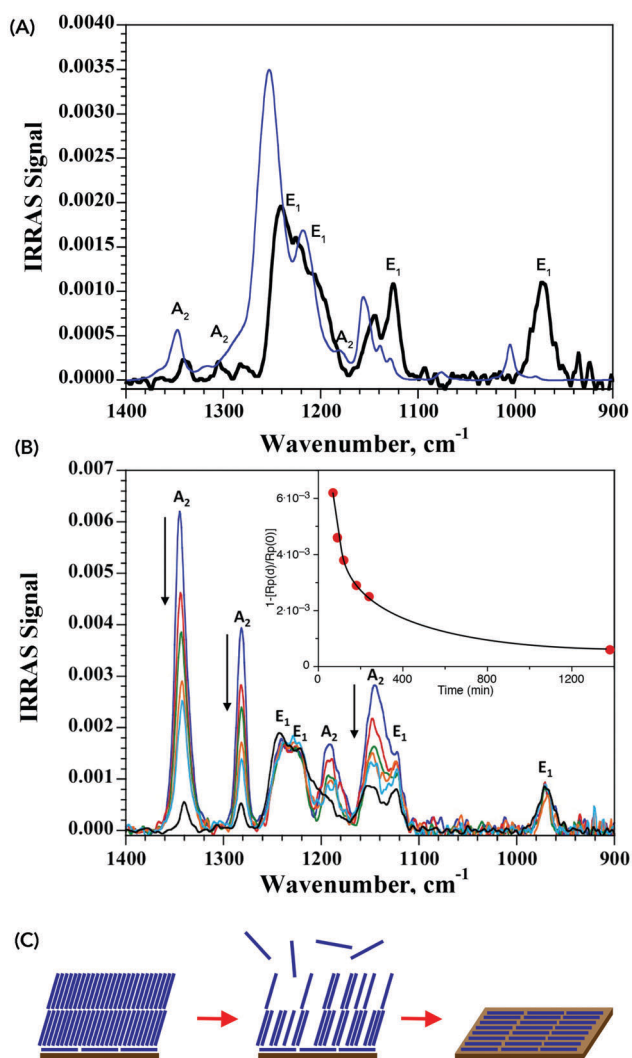 (A)
0.0040
0.0035
0.0030
0.0025
0.0020
0.0015
0.0010
0.0005
0.0000
IRRAS Signal
A2
A2
E1
E1
A2
E1
E1
1400 1300 1200 1100 1000 900
Wavenumber, cm-1
(B)
0.007
0.006
0.005
0.004
0.003
0.002
0.001
0.000
IRRAS Signal
A2
A2
E1
E1
A2
A2
E1
E1
6·10−3
4·10−3
2·10−3
0
1-[Rp(d)/Rp(0)]
0 400 800 1200
Time (min)
1400 1300 1200 1100 1000 900
Wavenumber, cm-1
(C)